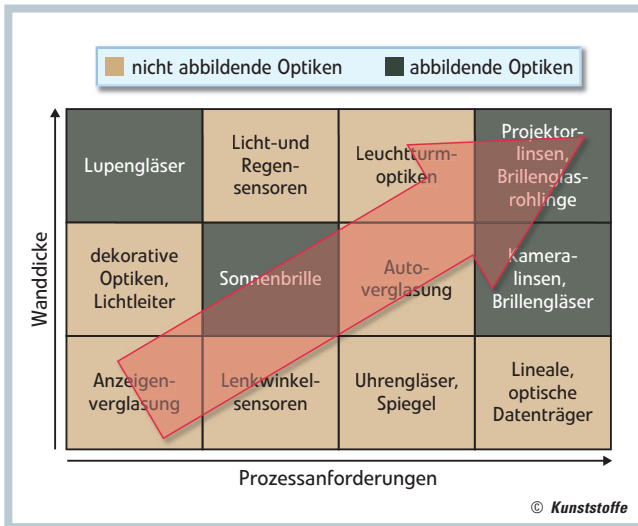 nicht abbildende Optiken
abbildende Optiken
Wanddicke
Lupengläser
Licht-und
Regen-
sensoren
Leuchtturm-
optiken
Projektor-
linsen,
Brillenglas-
rohlinge
dekorative
Optiken,
Lichtleiter
Sonnenbrille
Auto-
verglasung
Kamera-
linsen,
Brillengläser
Anzeigen-
verglasung
Lenkwinkel-
sensoren
Uhrengläser,
Spiegel
Lineale,
optische
Datenträger
Prozessanforderungen
© Kunststoffe